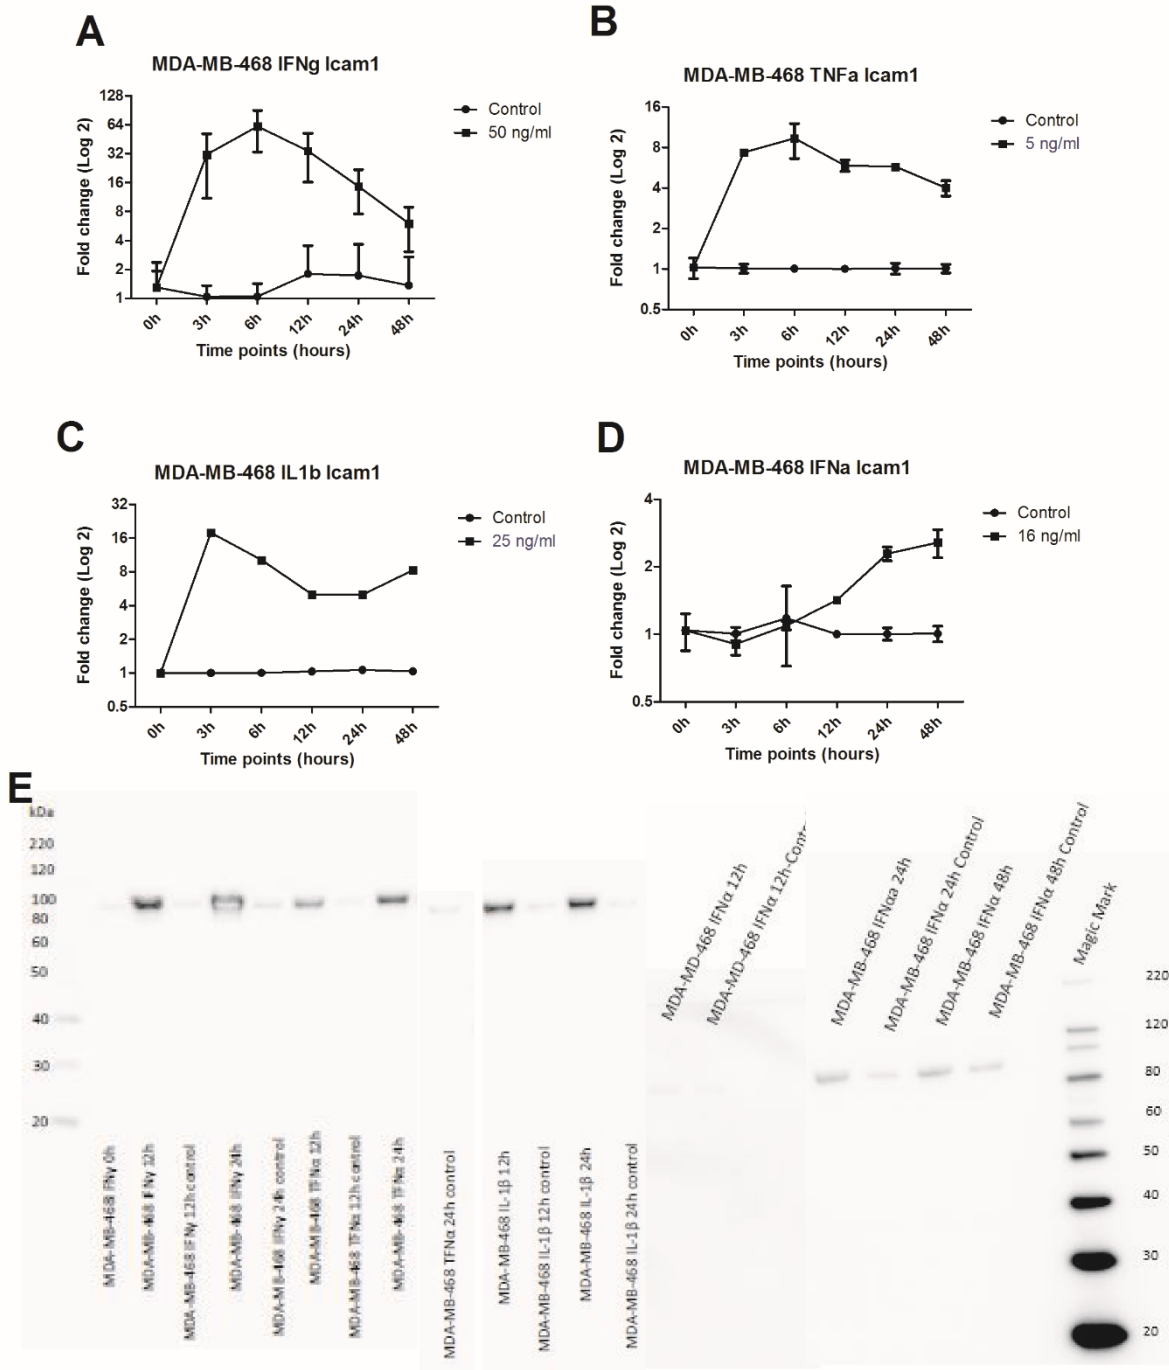 A
MDA-MB-468 IFNg Icam1
Fold change (Log 2)
128
64
32
16
8
4
2
1
0h
3h
6h
12h
24h
48h
Time points (hours)
Control
50 ng/ml
B
MDA-MB-468 TNFa Icam1
Fold change (Log 2)
16
8
4
2
1
0.5
0h
3h
6h
12h
24h
48h
Time points (hours)
Control
5 ng/ml
C
MDA-MB-468 IL1b Icam1
Fold change (Log 2)
32
16
8
4
2
1
0.5
0h
3h
6h
12h
24h
48h
Time points (hours)
Control
25 ng/ml
D
MDA-MB-468 IFNa Icam1
Fold change (Log 2)
4
2
1
0.5
0h
3h
6h
12h
24h
48h
Time points (hours)
Control
16 ng/ml
E
kDa
220
120
100
80
60
50
40
30
20
MDA-MB-468 IFNγ 0h
MDA-MB-468 IFNγ 12h
MDA-MB-468 IFNγ 12h control
MDA-MB-468 IFNγ 24h
MDA-MB-468 IFNγ 24h control
MDA-MB-468 TFNα 12h
MDA-MB-468 TFNα 12h control
MDA-MB-468 TFNα 24h
MDA-MB-468 TFNα 24h control
MDA-MB-468 IL-1β 12h
MDA-MB-468 IL-1β 12h control
MDA-MB-468 IL-1β 24h
MDA-MB-468 IL-1β 24h control
MDA-MD-468 IFNα 12h
MDA-MD-468 IFNα 12h-Control
MDA-MB-468 IFNαa 24h
MDA-MB-468 IFNα 24h Control
MDA-MB-468 IFNα 48h
MDA-MB-468 IFNα 48h Control
Magic Mark
220
120
80
60
50
40
30
20